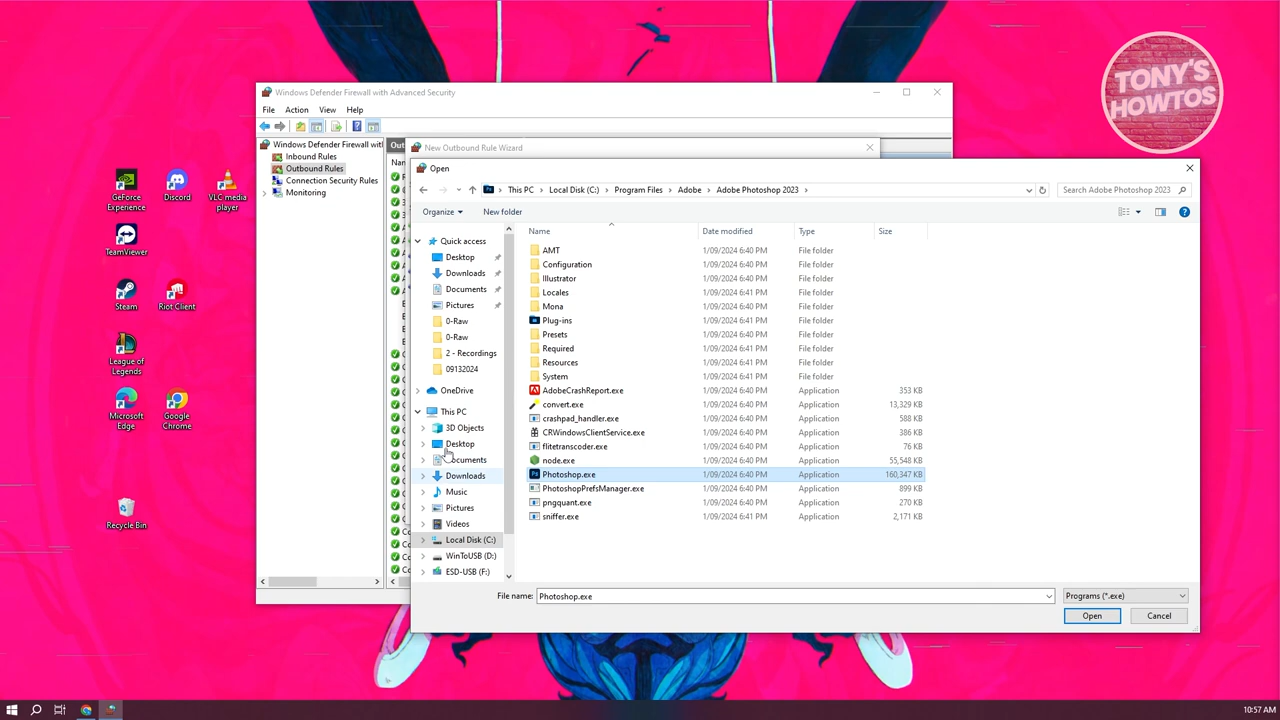 TONY'S
HOWTOS
GeForce
Experience
Discord
VLC media
player
TeamViewer
Steam
Riot Client
League of
Legends
Microsoft
Edge
Google
Chrome
Recycle Bin
Windows Defender Firewall with Advanced Security
File Action View Help
Windows Defender Firewall witl
Inbound Rules
Outbound Rules
Connection Security Rules
Monitoring
New Outbound Rule Wizard
Open
This PC Local Disk (C:) Program Files Adobe Adobe Photoshop 2023
Search Adobe Photoshop 2023
Organize New folder
Quick access
Desktop
Downloads
Documents
Pictures
0-Raw
0-Raw
2 - Recordings
09132024
OneDrive
This PC
3D Objects
Desktop
Documents
Downloads
Music
Pictures
Videos
Local Disk (C:)
WinToUSB (D:)
ESD-USB (F:)
Name Date modified Type Size
AMT 1/09/2024 6:40 PM File folder
Configuration 1/09/2024 6:40 PM File folder
Illustrator 1/09/2024 6:40 PM File folder
Locales 1/09/2024 6:40 PM File folder
Mona 1/09/2024 6:40 PM File folder
Plug-ins 1/09/2024 6:41 PM File folder
Presets 1/09/2024 6:40 PM File folder
Required 1/09/2024 6:40 PM File folder
Resources 1/09/2024 6:40 PM File folder
System 1/09/2024 6:41 PM File folder
AdobeCrashReport.exe 1/09/2024 6:40 PM Application 353 KB
convert.exe 1/09/2024 6:40 PM Application 13,329 KB
crashpad_handler.exe 1/09/2024 6:40 PM Application 588 KB
CRWindowsClientService.exe 1/09/2024 6:40 PM Application 386 KB
flitetranscoder.exe 1/09/2024 6:40 PM Application 76 KB
node.exe 1/09/2024 6:40 PM Application 55,548 KB
Photoshop.exe 1/09/2024 6:40 PM Application 160,347 KB
PhotoshopPrefsManager.exe 1/09/2024 6:40 PM Application 899 KB
pngquant.exe 1/09/2024 6:40 PM Application 270 KB
sniffer.exe 1/09/2024 6:41 PM Application 2,171 KB
File name: Photoshop.exe Programs (*.exe)
Open Cancel
10:57 AM